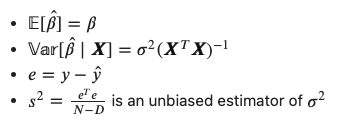 • 𝔼[β̂] = β
• 𝕍ar[β̂ | X] = σ²(XᵀX)⁻¹
• e = y − ŷ
• s² = eᵀe / N−D is an unbiased estimator of σ²